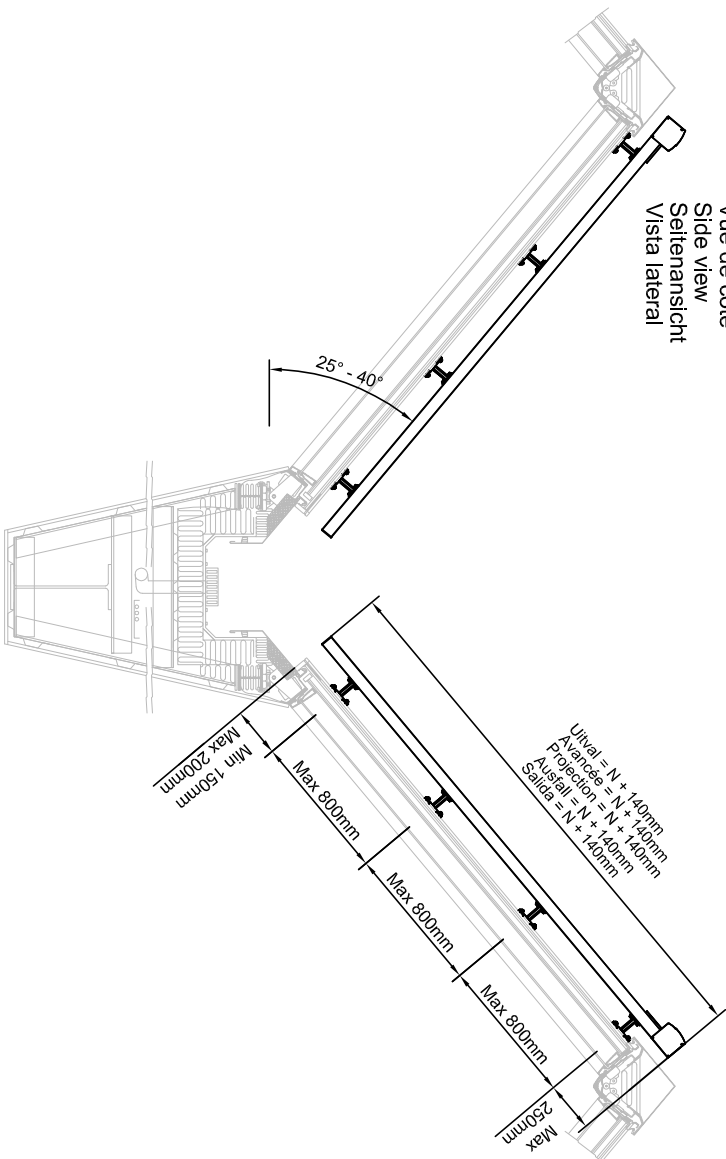 Vue de côté
Side view
Seitenansicht
Vista lateral
25° - 40°
Uitval = N + 140mm
Avancée = N + 140mm
Projection = N + 140mm
Ausfall = N + 140mm
Salida = N + 140mm
Min 150mm
Max 200mm
Max 800mm
Max 800mm
Max 800mm
Max
250mm